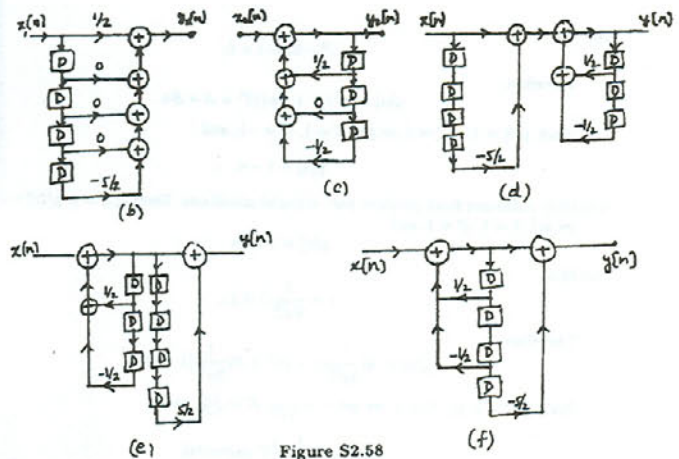 x₁[n] 1/2 y₁[n]
D 0
D 0
D 0
D -5/2
(b)
x₂[n] y₂[n]
1/2 D
0 D
D
-1/2
(c)
x[n] y[n]
D 1/2 D
D D
D -1/2 D
D
-5/2
(d)
x[n] y[n]
1/2 D D
D D
-1/2 D D
D 5/2
(e)
x[n] y[n]
D
1/2
D
D
-1/2
D
-5/2
(f)
Figure S2.58